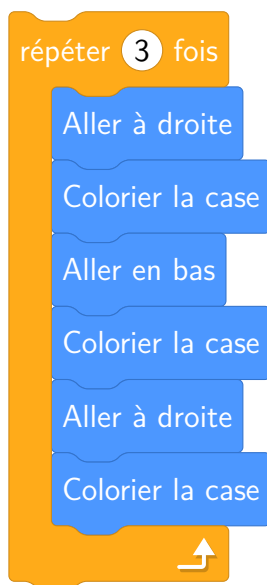 répéter 3 fois
Aller à droite
Colorier la case
Aller en bas
Colorier la case
Aller à droite
Colorier la case